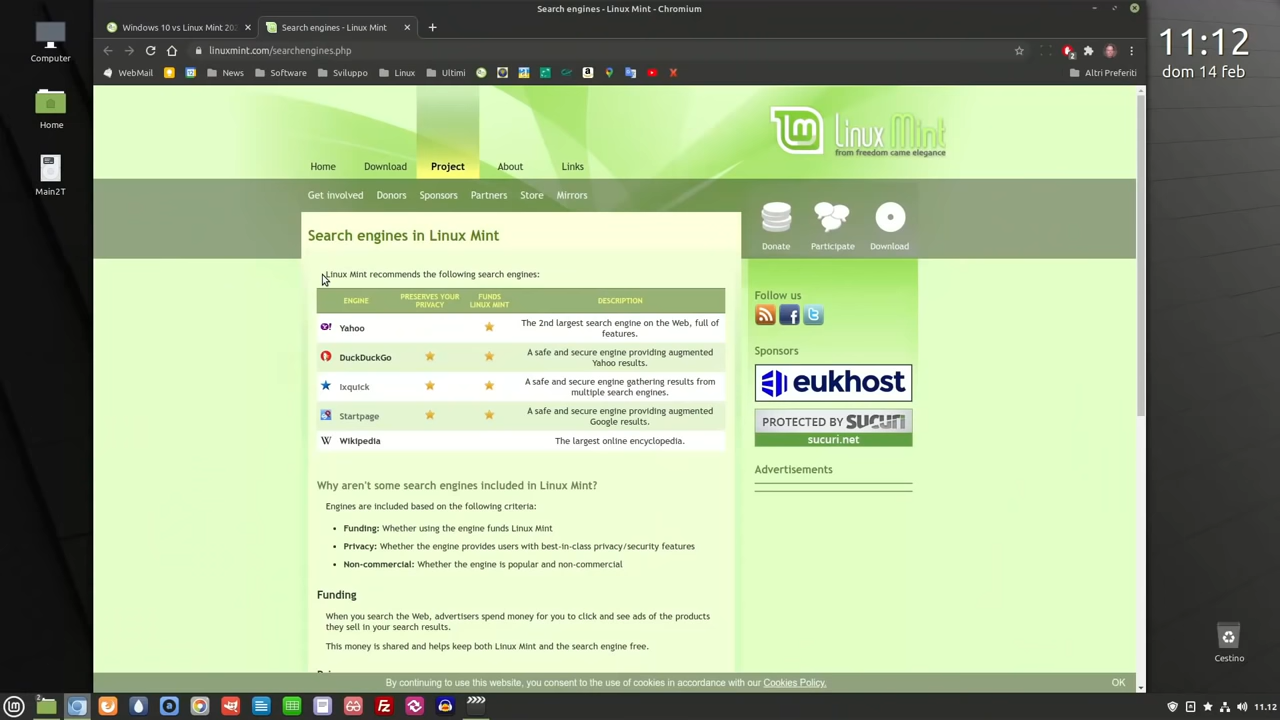 Search engines - Linux Mint - Chromium
Windows 10 vs Linux Mint 202
Search engines - Linux Mint
linuxmint.com/searchengines.php
WebMail
News
Software
Sviluppo
Linux
Ultimi
Altri Preferiti
11:12
dom 14 feb
Computer
Home
Main2T
Cestino
Linux Mint
from freedom came elegance
Home Download Project About Links
Get involved Donors Sponsors Partners Store Mirrors
Donate Participate Download
Search engines in Linux Mint
Linux Mint recommends the following search engines:
ENGINE
PRESERVES YOUR
PRIVACY
FUNDS
LINUX MINT
DESCRIPTION
Yahoo
The 2nd largest search engine on the Web, full of
features.
DuckDuckGo
A safe and secure engine providing augmented
Yahoo results.
Ixquick
A safe and secure engine gathering results from
multiple search engines.
Startpage
A safe and secure engine providing augmented
Google results.
Wikipedia
The largest online encyclopedia.
Why aren't some search engines included in Linux Mint?
Engines are included based on the following criteria:
Funding: Whether using the engine funds Linux Mint
Privacy: Whether the engine provides users with best-in-class privacy/security features
Non-commercial: Whether the engine is popular and non-commercial
Funding
When you search the Web, advertisers spend money for you to click and see ads of the products
they sell in your search results.
This money is shared and helps keep both Linux Mint and the search engine free.
Follow us
Sponsors
eukhost
PROTECTED BY SUCURI
sucuri.net
Advertisements
By continuing to use this website, you consent to the use of cookies in accordance with our Cookies Policy.
OK
11.12